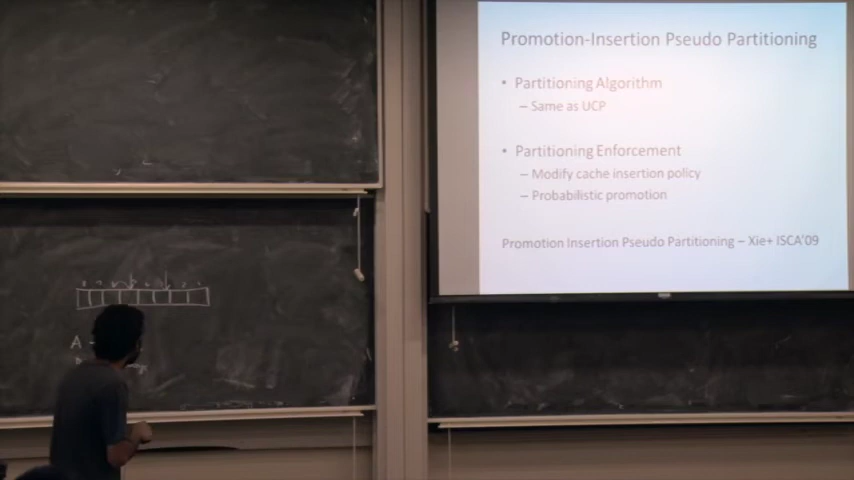 Promotion-Insertion Pseudo Partitioning
• Partitioning Algorithm
– Same as UCP
• Partitioning Enforcement
– Modify cache insertion policy
– Probabilistic promotion
Promotion Insertion Pseudo Partitioning – Xie+ ISCA'09
A -